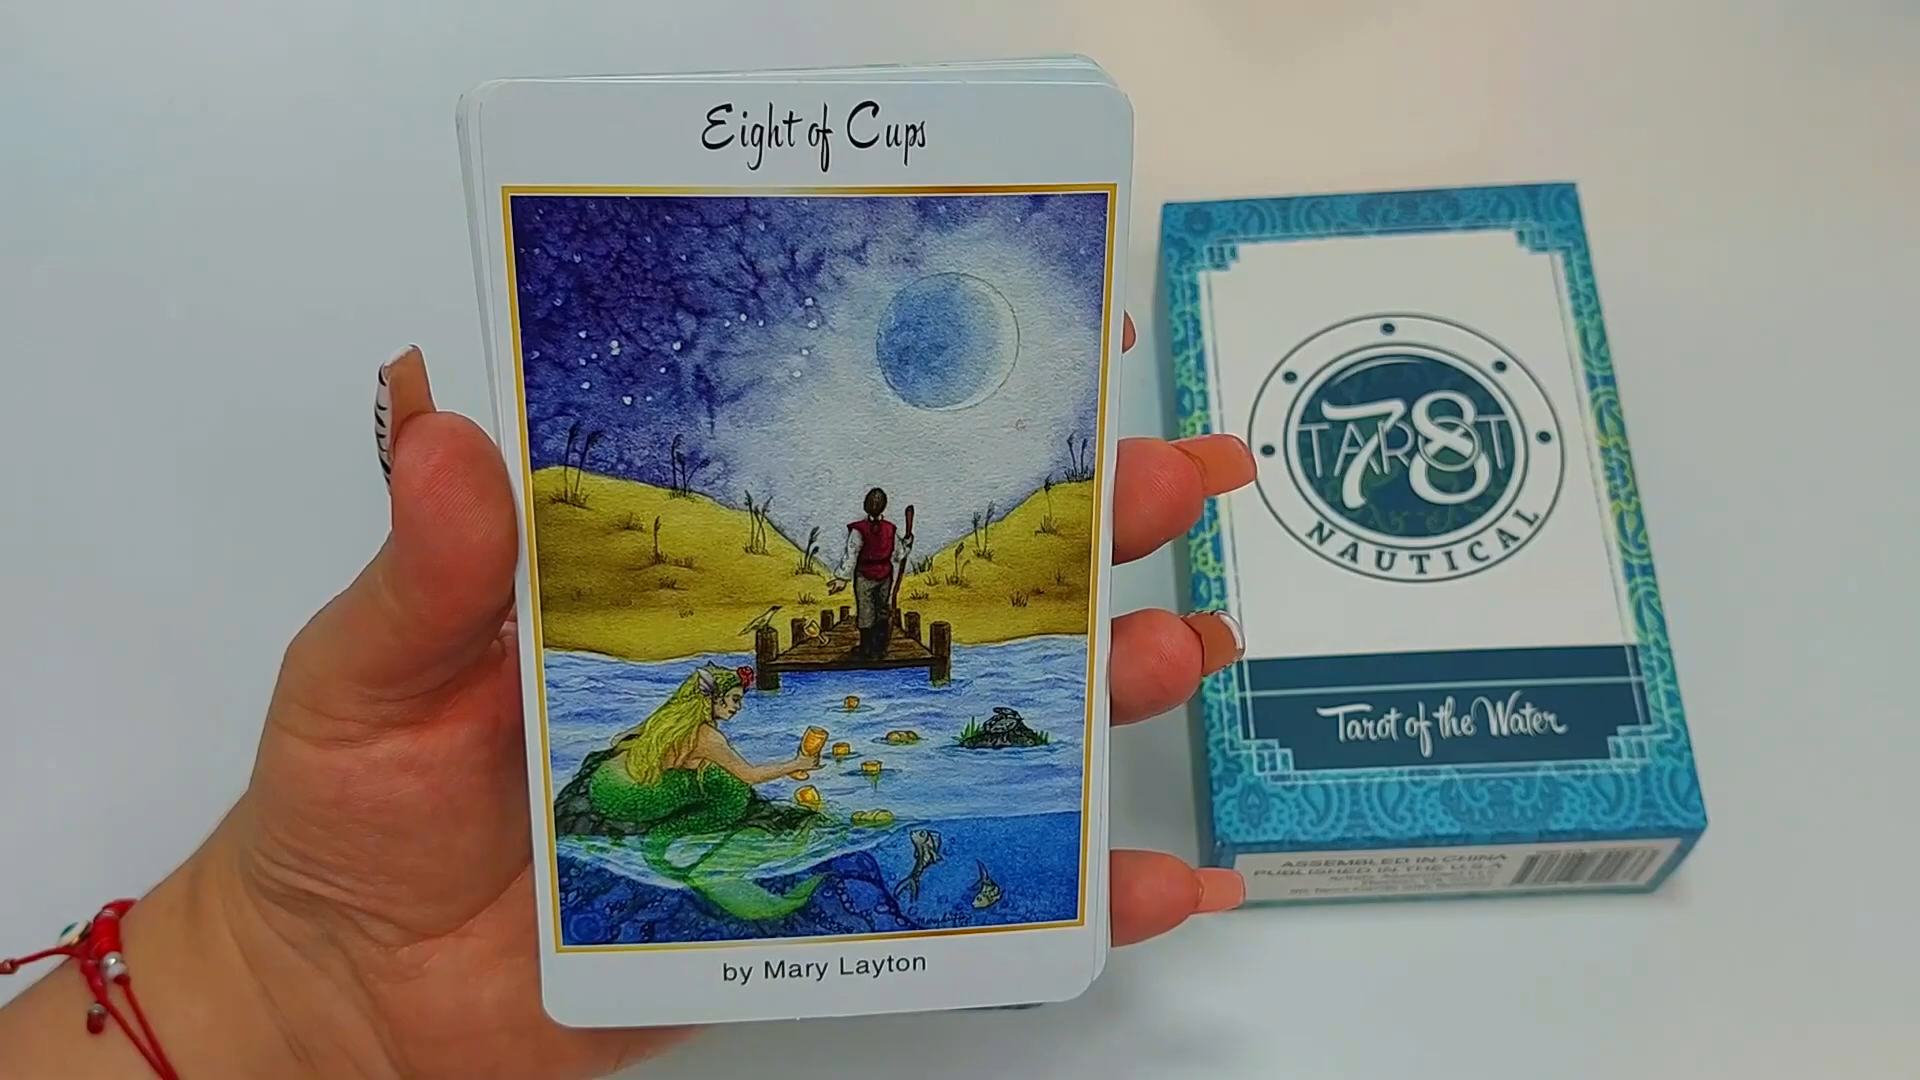 Eight of Cups
by Mary Layton
TAROT
78
NAUTICAL
Tarot of the Water
ASSEMBLED IN CHINA
PUBLISHED IN THE U.S.A